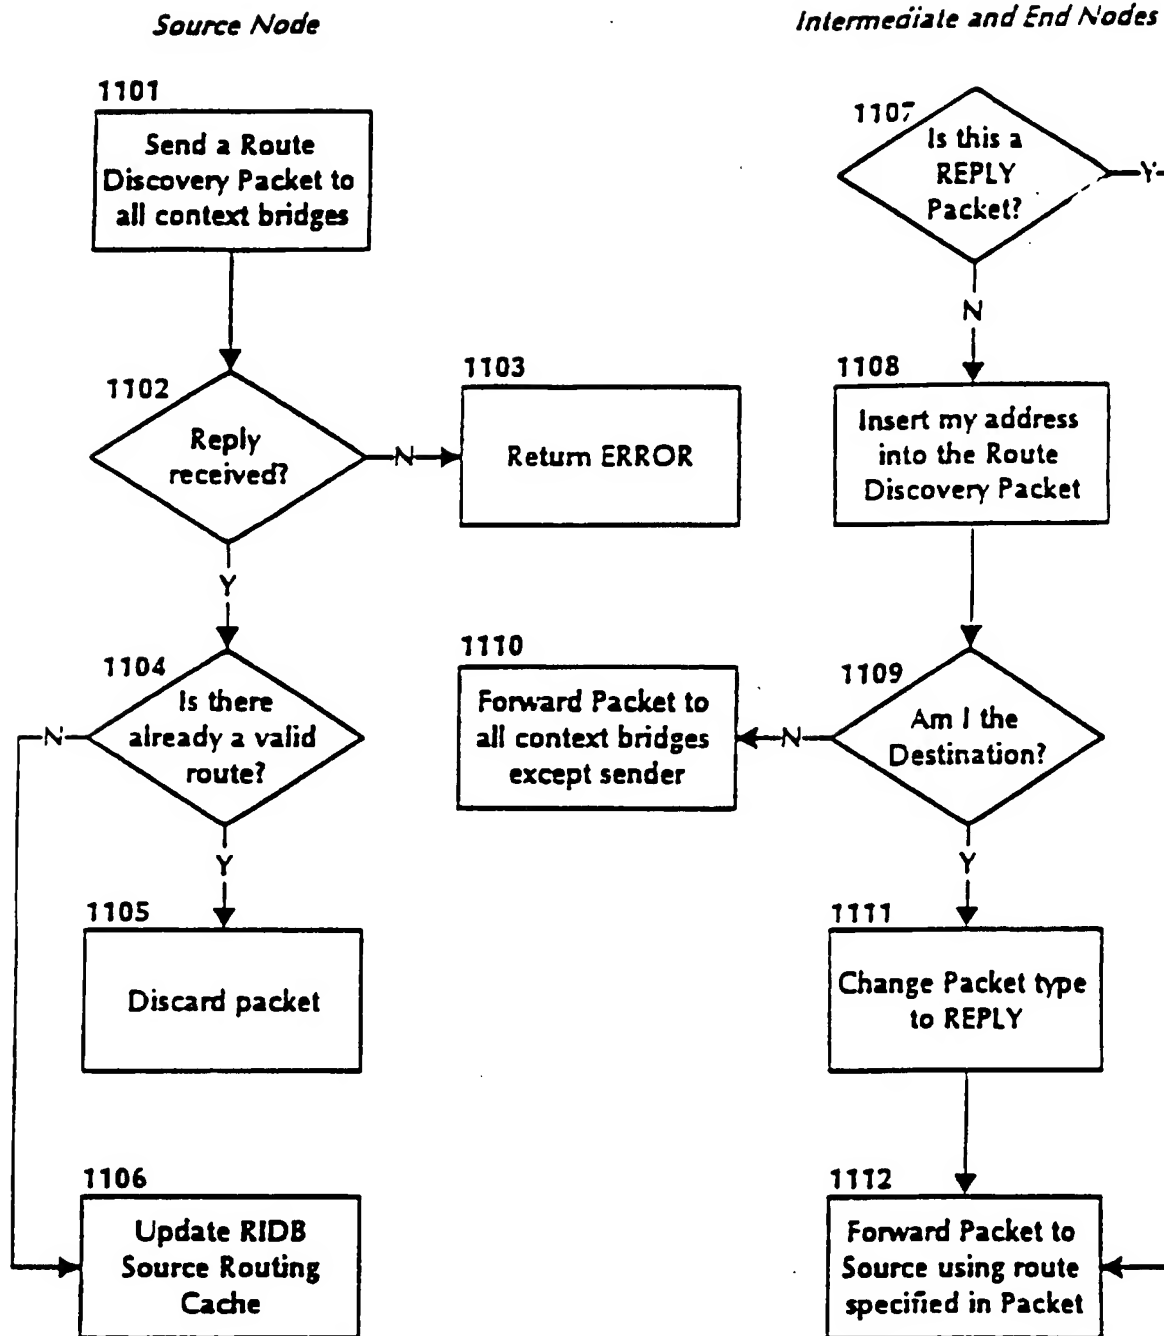 Source Node
1101
Send a Route
Discovery Packet to
all context bridges
1102
Reply
received?
N
1103
Return ERROR
Y
1104
Is there
already a valid
route?
N
Y
1105
Discard packet
1106
Update RIDB
Source Routing
Cache
Intermediate and End Nodes
1107
Is this a
REPLY
Packet?
Y
N
1108
Insert my address
into the Route
Discovery Packet
1109
Am I the
Destination?
N
1110
Forward Packet to
all context bridges
except sender
Y
1111
Change Packet type
to REPLY
1112
Forward Packet to
Source using route
specified in Packet